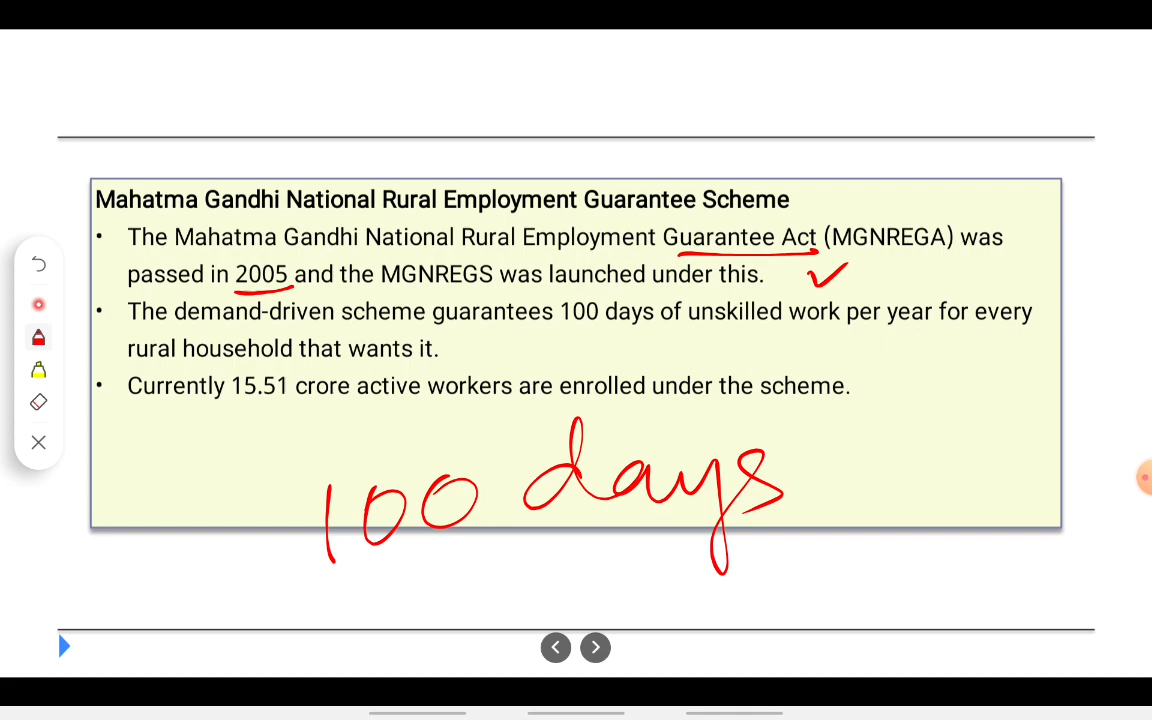 Mahatma Gandhi National Rural Employment Guarantee Scheme
• The Mahatma Gandhi National Rural Employment Guarantee Act (MGNREGA) was
passed in 2005 and the MGNREGS was launched under this.
• The demand-driven scheme guarantees 100 days of unskilled work per year for every
rural household that wants it.
• Currently 15.51 crore active workers are enrolled under the scheme.
100 days